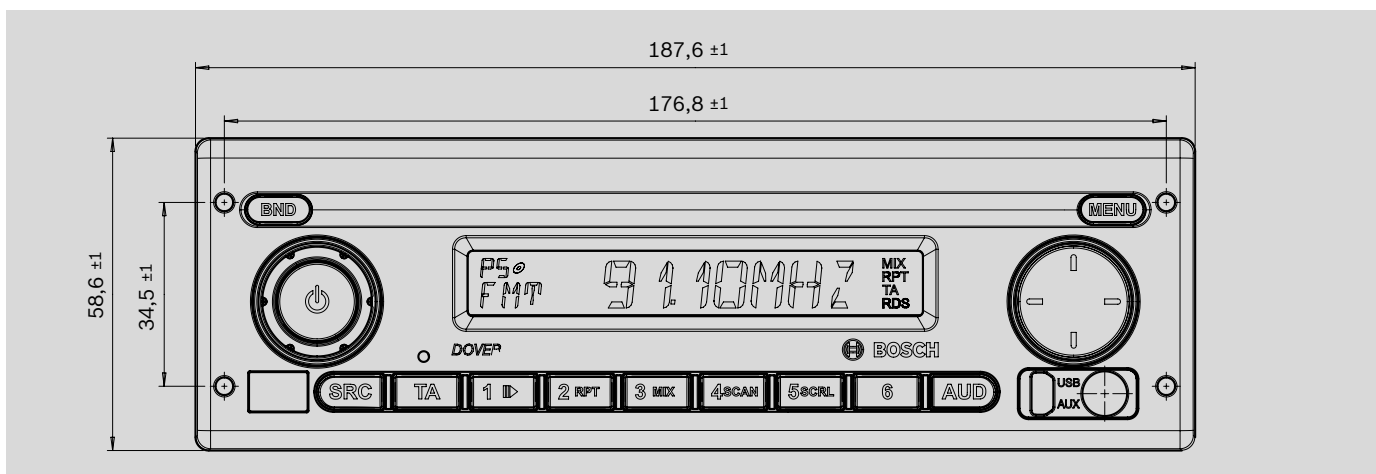 187,6 ±1
176,8 ±1
58,6 ±1
34,5 ±1
BND
MENU
PS
FMT
91.10MHZ
MIX
RPT
TA
RDS
DOVER
BOSCH
SRC
TA
1
2 RPT
3 MIX
4SCAN
5SCRL
6
AUD
USB
AUX